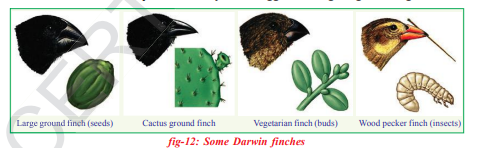 Large ground finch (seeds) Cactus ground finch Vegetarian finch (buds) Wood pecker finch (insects)
fig-12: Some Darwin finches